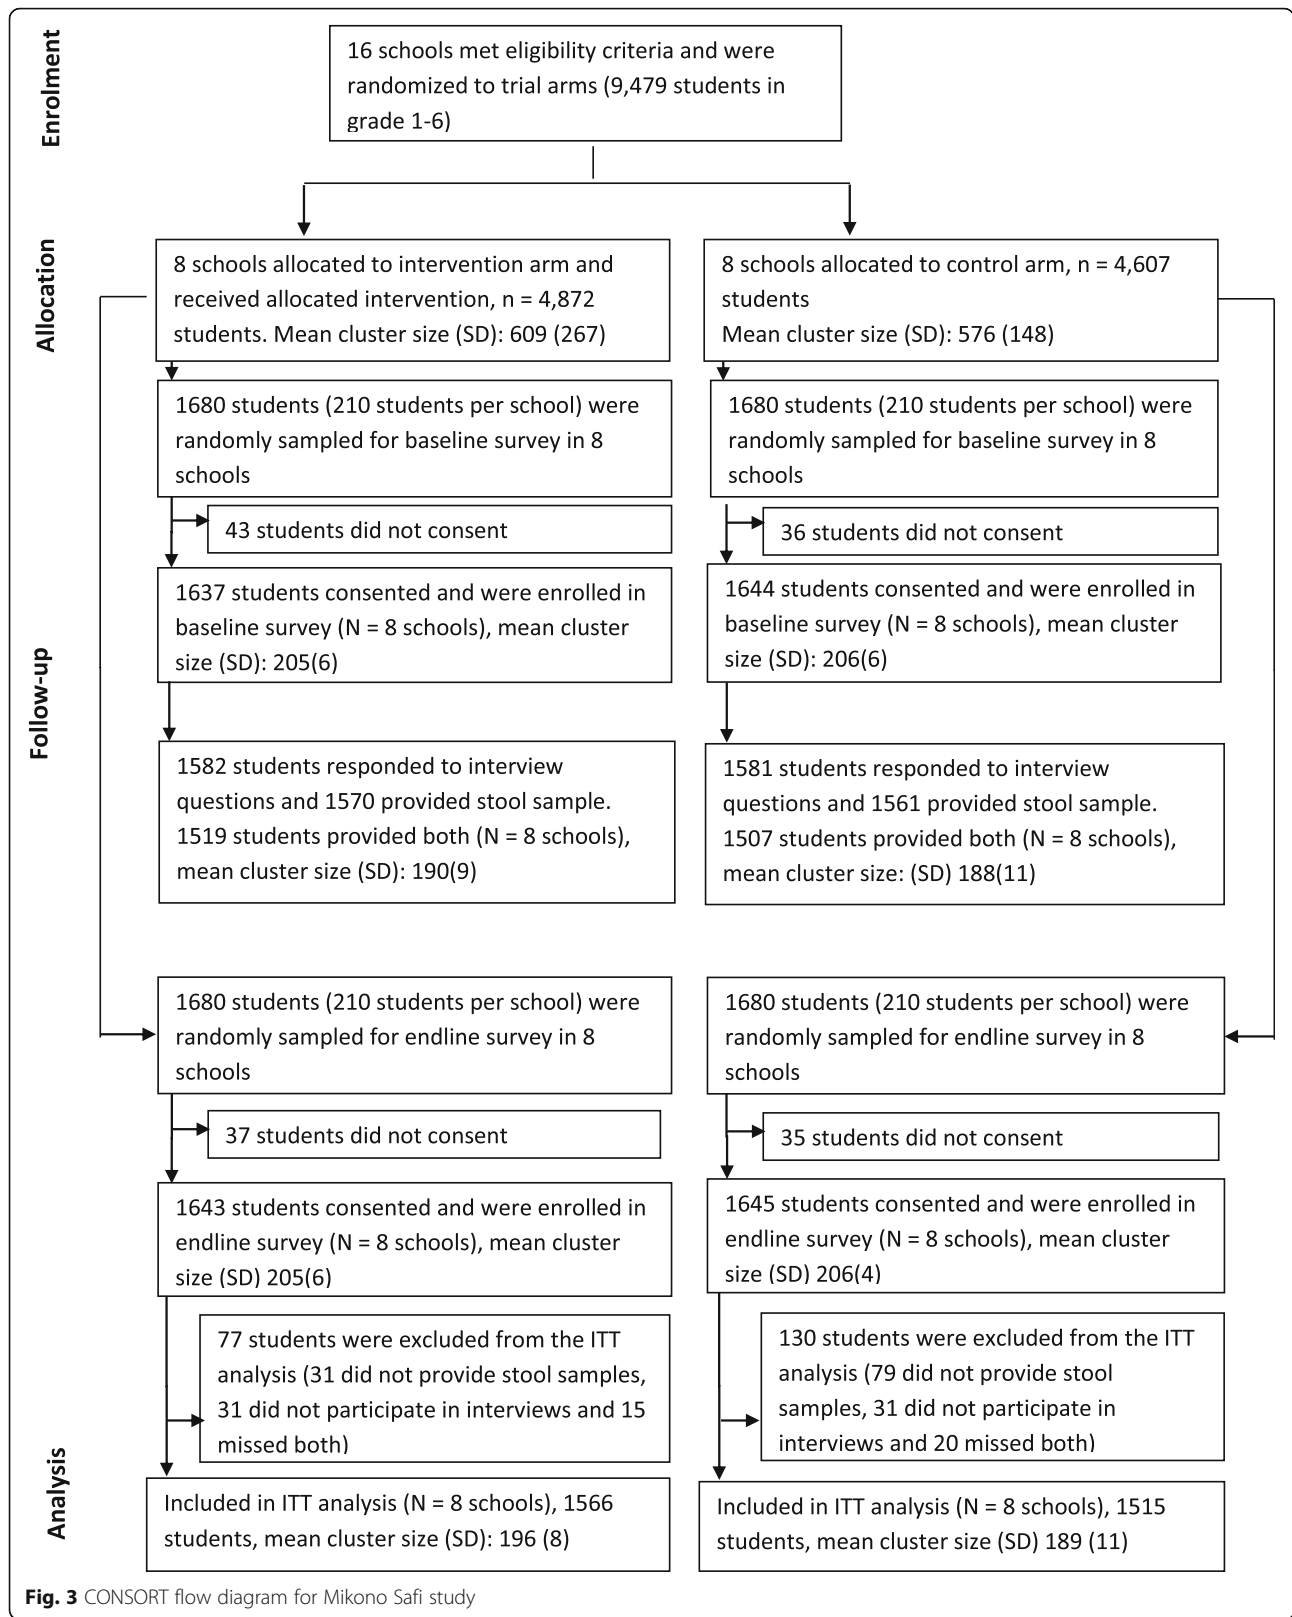 Enrolment
16 schools met eligibility criteria and were
randomized to trial arms (9,479 students in
grade 1-6)
Allocation
8 schools allocated to intervention arm and
received allocated intervention, n = 4,872
students. Mean cluster size (SD): 609 (267)
8 schools allocated to control arm, n = 4,607
students
Mean cluster size (SD): 576 (148)
1680 students (210 students per school) were
randomly sampled for baseline survey in 8
schools
1680 students (210 students per school) were
randomly sampled for baseline survey in 8
schools
43 students did not consent
36 students did not consent
Follow-up
1637 students consented and were enrolled in
baseline survey (N = 8 schools), mean cluster
size (SD): 205(6)
1644 students consented and were enrolled in
baseline survey (N = 8 schools), mean cluster
size (SD): 206(6)
1582 students responded to interview
questions and 1570 provided stool sample.
1519 students provided both (N = 8 schools),
mean cluster size (SD): 190(9)
1581 students responded to interview
questions and 1561 provided stool sample.
1507 students provided both (N = 8 schools),
mean cluster size: (SD) 188(11)
1680 students (210 students per school) were
randomly sampled for endline survey in 8
schools
1680 students (210 students per school) were
randomly sampled for endline survey in 8
schools
37 students did not consent
35 students did not consent
1643 students consented and were enrolled in
endline survey (N = 8 schools), mean cluster
size (SD) 205(6)
1645 students consented and were enrolled in
endline survey (N = 8 schools), mean cluster
size (SD) 206(4)
77 students were excluded from the ITT
analysis (31 did not provide stool samples,
31 did not participate in interviews and 15
missed both)
130 students were excluded from the ITT
analysis (79 did not provide stool
samples, 31 did not participate in
interviews and 20 missed both)
Analysis
Included in ITT analysis (N = 8 schools), 1566
students, mean cluster size (SD): 196 (8)
Included in ITT analysis (N = 8 schools), 1515
students, mean cluster size (SD) 189 (11)
Fig. 3 CONSORT flow diagram for Mikono Safi study